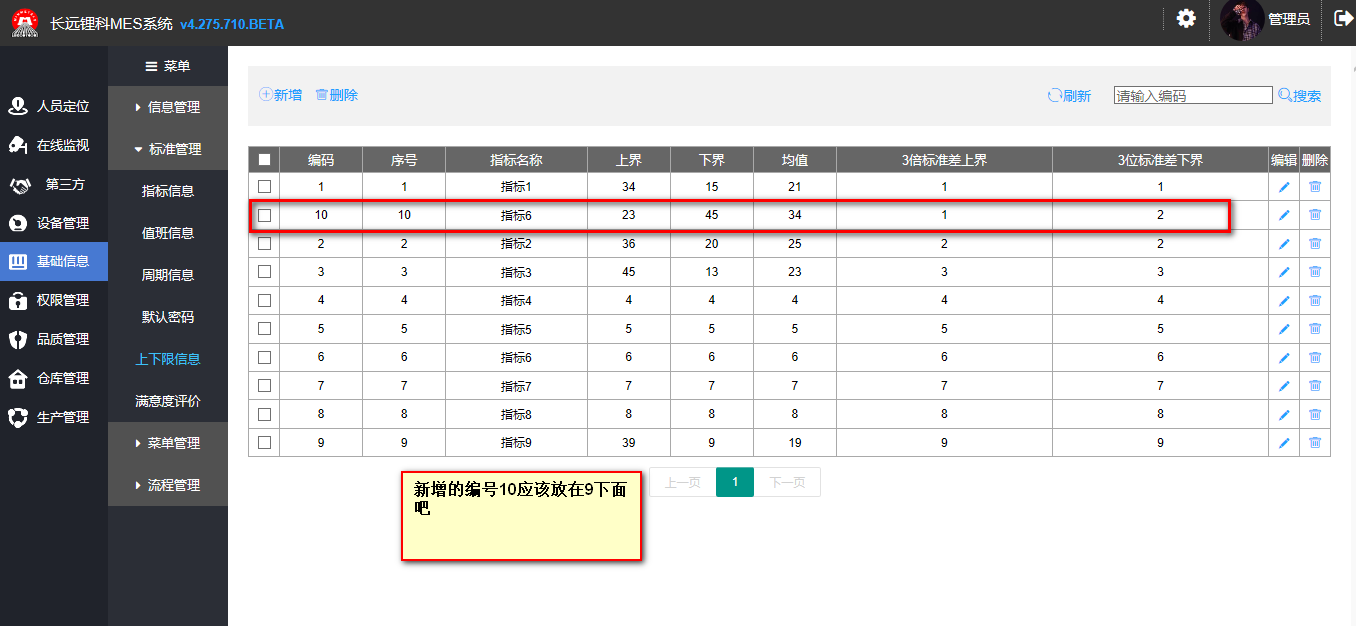 长远锂科MES系统 v4.275.710.BETA
管理员
菜单
人员定位
在线监视
第三方
设备管理
基础信息
权限管理
品质管理
仓库管理
生产管理
信息管理
标准管理
指标信息
值班信息
周期信息
默认密码
上下限信息
满意度评价
菜单管理
流程管理
新增 删除 刷新 请输入编码 搜索
编码 序号 指标名称 上界 下界 均值 3倍标准差上界 3位标准差下界 编辑 删除
1 1 指标1 34 15 21 1 1
10 10 指标6 23 45 34 1 2
2 2 指标2 36 20 25 2 2
3 3 指标3 45 13 23 3 3
4 4 指标4 4 4 4 4 4
5 5 指标5 5 5 5 5 5
6 6 指标6 6 6 6 6 6
7 7 指标7 7 7 7 7 7
8 8 指标8 8 8 8 8 8
9 9 指标9 39 9 19 9 9
上一页 1 下一页
新增的编号10应该放在9下面
吧